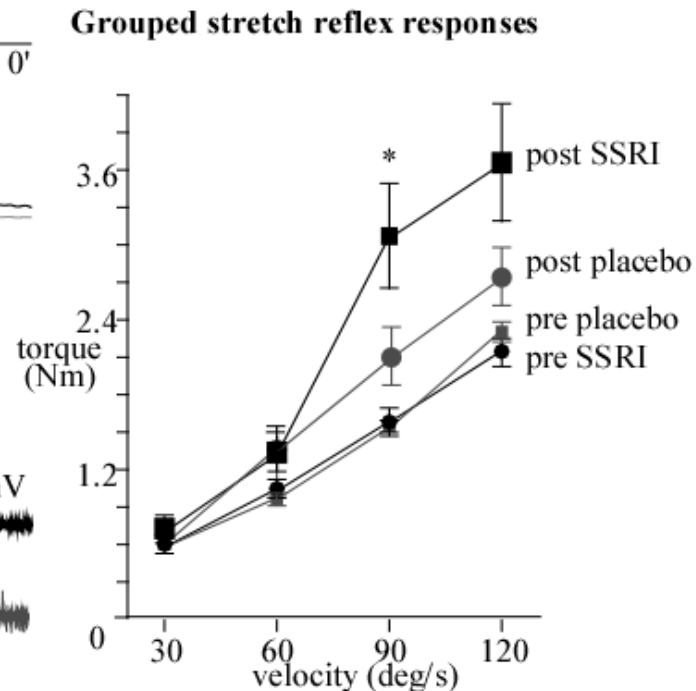 Grouped stretch reflex responses
0'
*
3.6
post SSRI
post placebo
2.4
pre placebo
torque
(Nm)
pre SSRI
1.2
V
0
30 60 90 120
velocity (deg/s)